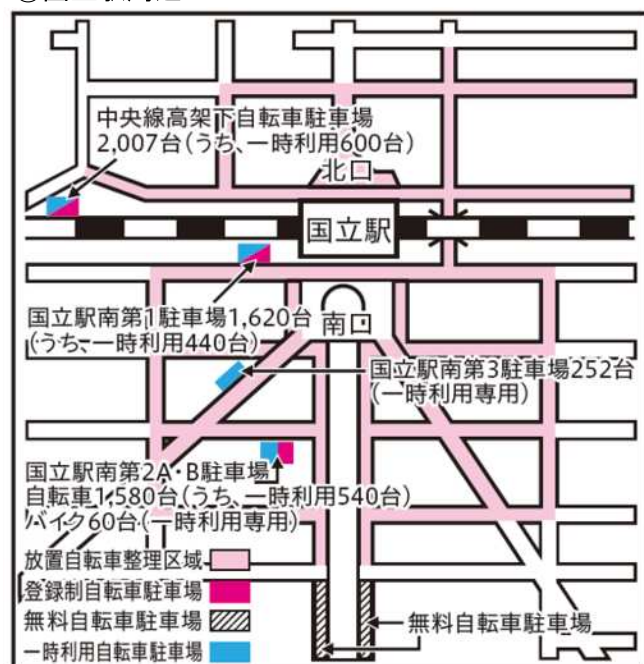 中央線高架下自転車駐車場
2,007台(うち、一時利用600台)
北口
国立駅
国立駅南第1駐車場1,620台
(うち、一時利用440台)
南口
国立駅南第3駐車場252台
(一時利用専用)
国立駅南第2A・B駐車場
自転車1,580台(うち、一時利用540台)
バイク60台(一時利用専用)
放置自転車整理区域
登録制自転車駐車場
無料自転車駐車場
一時利用自転車駐車場
無料自転車駐車場